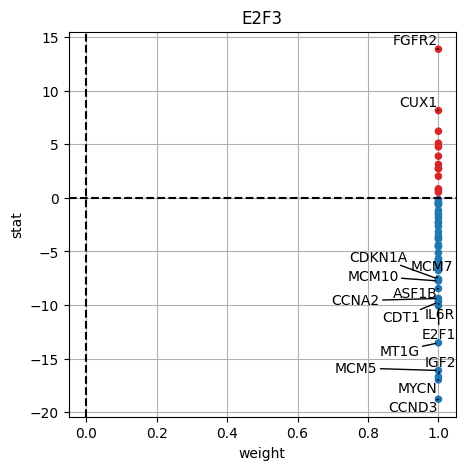 E2F3
15
10
5
0
−5
−10
−15
−20
stat
FGFR2
CUX1
CDKN1A
MCM7
MCM10
ASF1B
CCNA2
IL6R
CDT1
E2F1
MT1G
IGF2
MCM5
MYCN
CCND3
0.0 0.2 0.4 0.6 0.8 1.0
weight